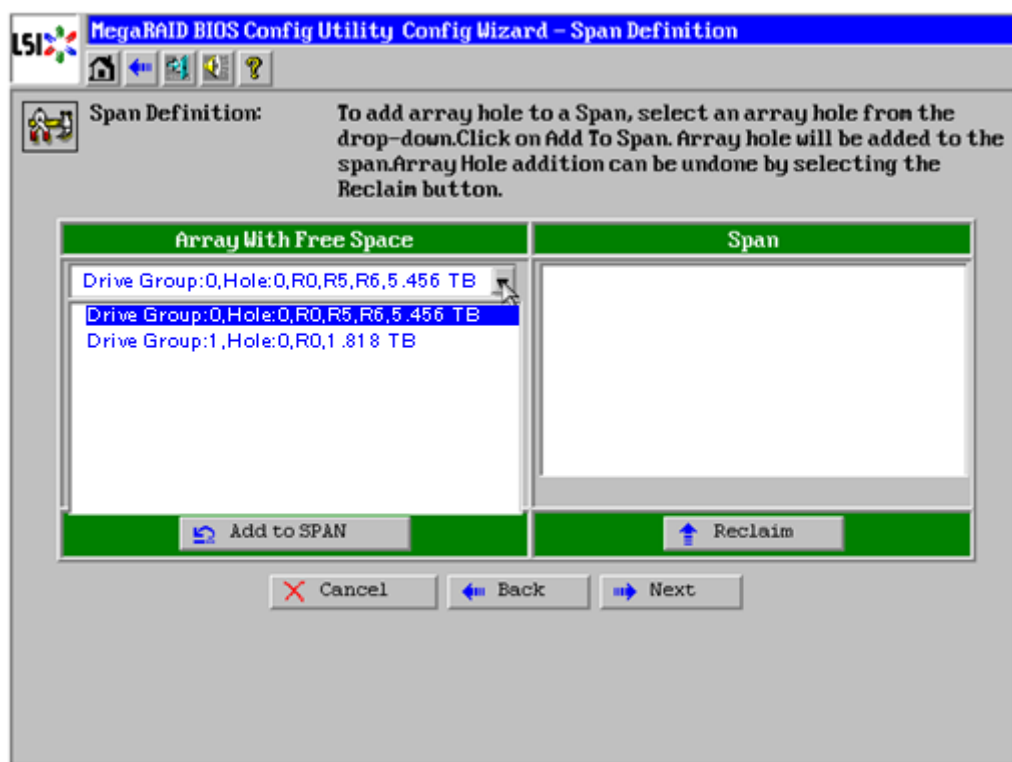 LSI
MegaRAID BIOS Config Utility Config Wizard – Span Definition
Span Definition:
To add array hole to a Span, select an array hole from the
drop-down.Click on Add To Span. Array hole will be added to the
span.Array Hole addition can be undone by selecting the
Reclaim button.
Array With Free Space
Span
Drive Group:0,Hole:0,R0,R5,R6,5.456 TB
Drive Group:0,Hole:0,R0,R5,R6,5.456 TB
Drive Group:1,Hole:0,R0,1.818 TB
Add to SPAN
Reclaim
Cancel
Back
Next